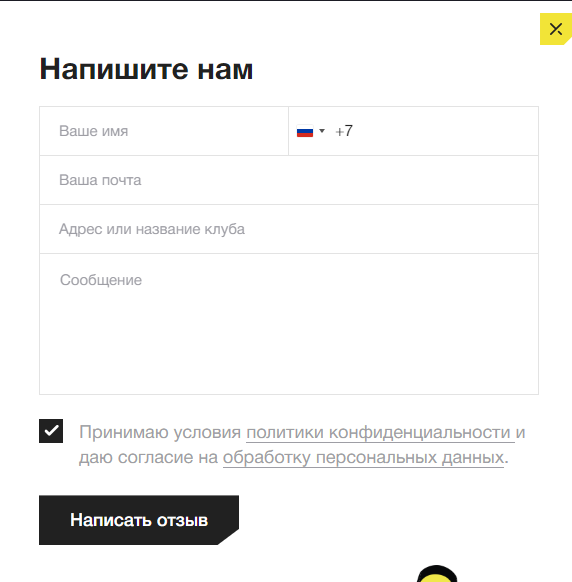 Напишите нам
Ваше имя
+7
Ваша почта
Адрес или название клуба
Сообщение
Принимаю условия политики конфиденциальности и
даю согласие на обработку персональных данных.
Написать отзыв